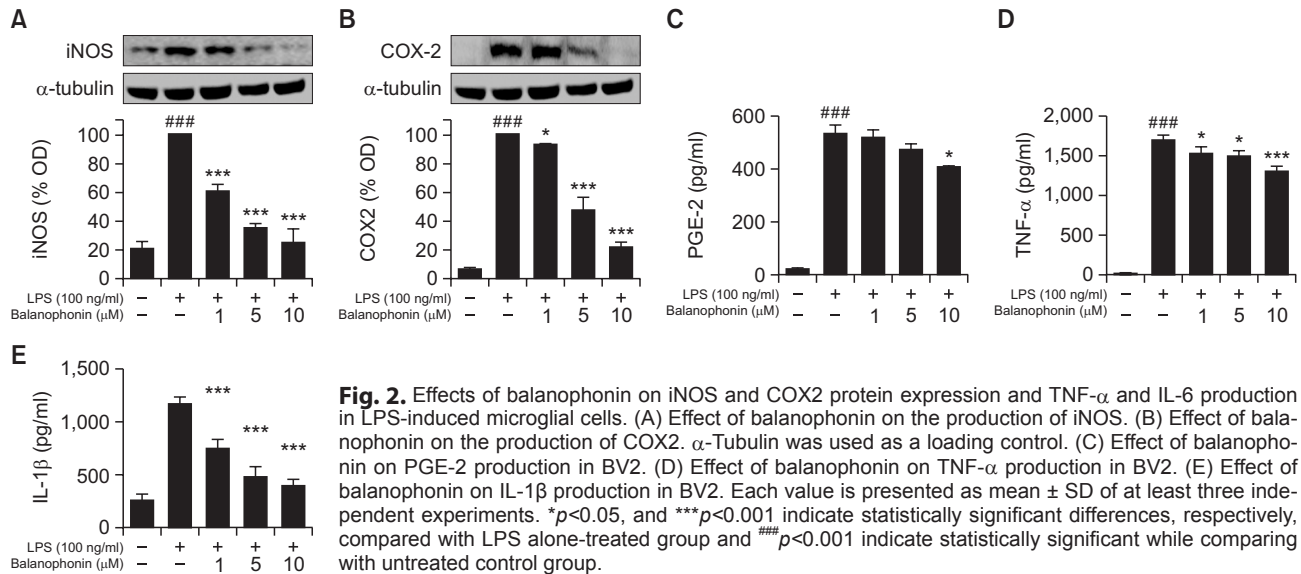 A
iNOS
α-tubulin
###
***
***
***
100
80
60
40
20
0
iNOS (% OD)
LPS (100 ng/ml) – + + + +
Balanophonin (μM) – – 1 5 10
B
COX-2
α-tubulin
###
*
***
***
100
80
60
40
20
0
COX2 (% OD)
LPS (100 ng/ml) – + + + +
Balanophonin (μM) – – 1 5 10
C
###
*
600
400
200
0
PGE-2 (pg/ml)
LPS (100 ng/ml) – + + + +
Balanophonin (μM) – – 1 5 10
D
###
*
*
***
2,000
1,500
1,000
500
0
TNF-α (pg/ml)
LPS (100 ng/ml) – + + + +
Balanophonin (μM) – – 1 5 10
E
***
***
***
1,500
1,000
500
0
IL-1β (pg/ml)
LPS (100 ng/ml) – + + + +
Balanophonin (μM) – – 1 5 10
Fig. 2. Effects of balanophonin on iNOS and COX2 protein expression and TNF-α and IL-6 production
in LPS-induced microglial cells. (A) Effect of balanophonin on the production of iNOS. (B) Effect of bala-
nophonin on the production of COX2. α-Tubulin was used as a loading control. (C) Effect of balanopho-
nin on PGE-2 production in BV2. (D) Effect of balanophonin on TNF-α production in BV2. (E) Effect of
balanophonin on IL-1β production in BV2. Each value is presented as mean ± SD of at least three inde-
pendent experiments. *p<0.05, and ***p<0.001 indicate statistically significant differences, respectively,
compared with LPS alone-treated group and ###p<0.001 indicate statistically significant while comparing
with untreated control group.